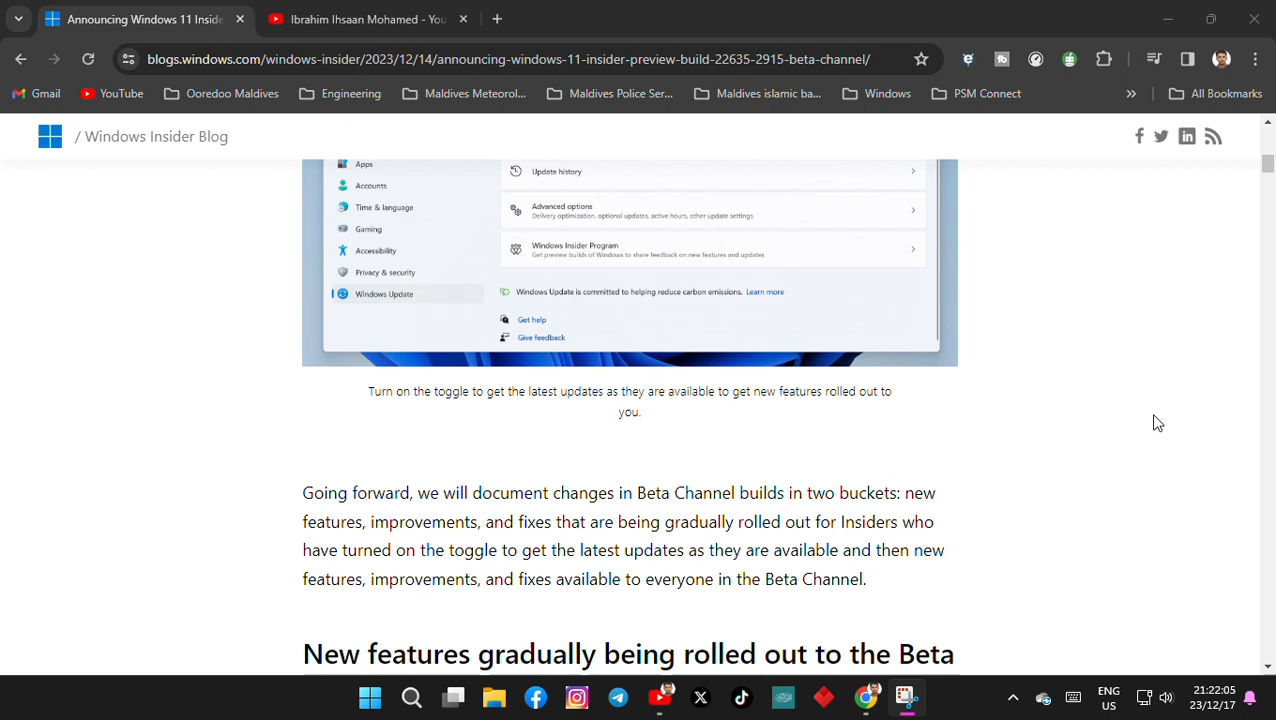 Announcing Windows 11 Inside
Ibrahim Ihsaan Mohamed - You
blogs.windows.com/windows-insider/2023/12/14/announcing-windows-11-insider-preview-build-22635-2915-beta-channel/
Gmail
YouTube
Ooredoo Maldives
Engineering
Maldives Meteorol...
Maldives Police Ser...
Maldives islamic ba...
Windows
PSM Connect
All Bookmarks
/ Windows Insider Blog
Apps
Accounts
Time & language
Gaming
Accessibility
Privacy & security
Windows Update
Update history
Advanced options
Delivery optimization, optional updates, active hours, other update settings
Windows Insider Program
Get preview builds of Windows to share feedback on new features and updates
Windows Update is committed to helping reduce carbon emissions. Learn more
Get help
Give feedback
Turn on the toggle to get the latest updates as they are available to get new features rolled out to
you.
Going forward, we will document changes in Beta Channel builds in two buckets: new
features, improvements, and fixes that are being gradually rolled out for Insiders who
have turned on the toggle to get the latest updates as they are available and then new
features, improvements, and fixes available to everyone in the Beta Channel.
New features gradually being rolled out to the Beta
ENG
US
21:22:05
23/12/17